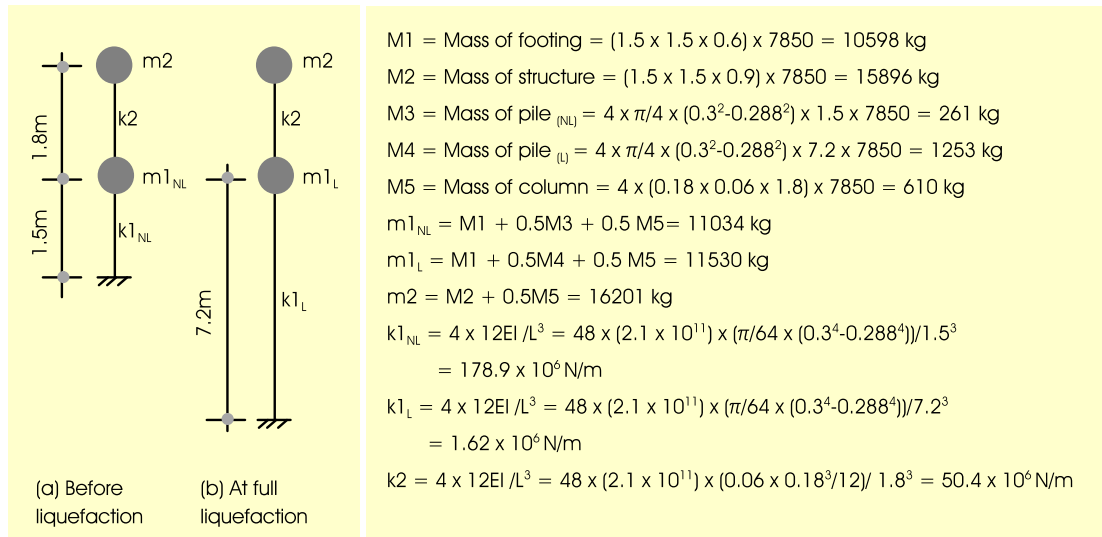 m2
m2
k2
k2
1.8m
m1NL
m1L
1.5m
k1NL
k1L
7.2m
(a) Before
liquefaction
(b) At full
liquefaction
M1 = Mass of footing = (1.5 x 1.5 x 0.6) x 7850 = 10598 kg
M2 = Mass of structure = (1.5 x 1.5 x 0.9) x 7850 = 15896 kg
M3 = Mass of pile (NL) = 4 x π/4 x (0.3²-0.288²) x 1.5 x 7850 = 261 kg
M4 = Mass of pile (L) = 4 x π/4 x (0.3²-0.288²) x 7.2 x 7850 = 1253 kg
M5 = Mass of column = 4 x (0.18 x 0.06 x 1.8) x 7850 = 610 kg
m1NL = M1 + 0.5M3 + 0.5 M5= 11034 kg
m1L = M1 + 0.5M4 + 0.5 M5 = 11530 kg
m2 = M2 + 0.5M5 = 16201 kg
k1NL = 4 x 12EI /L³ = 48 x (2.1 x 10¹¹) x (π/64 x (0.3⁴-0.288⁴))/1.5³
= 178.9 x 10⁶ N/m
k1L = 4 x 12EI /L³ = 48 x (2.1 x 10¹¹) x (π/64 x (0.3⁴-0.288⁴))/7.2³
= 1.62 x 10⁶ N/m
k2 = 4 x 12EI /L³ = 48 x (2.1 x 10¹¹) x (0.06 x 0.18³/12)/ 1.8³ = 50.4 x 10⁶ N/m